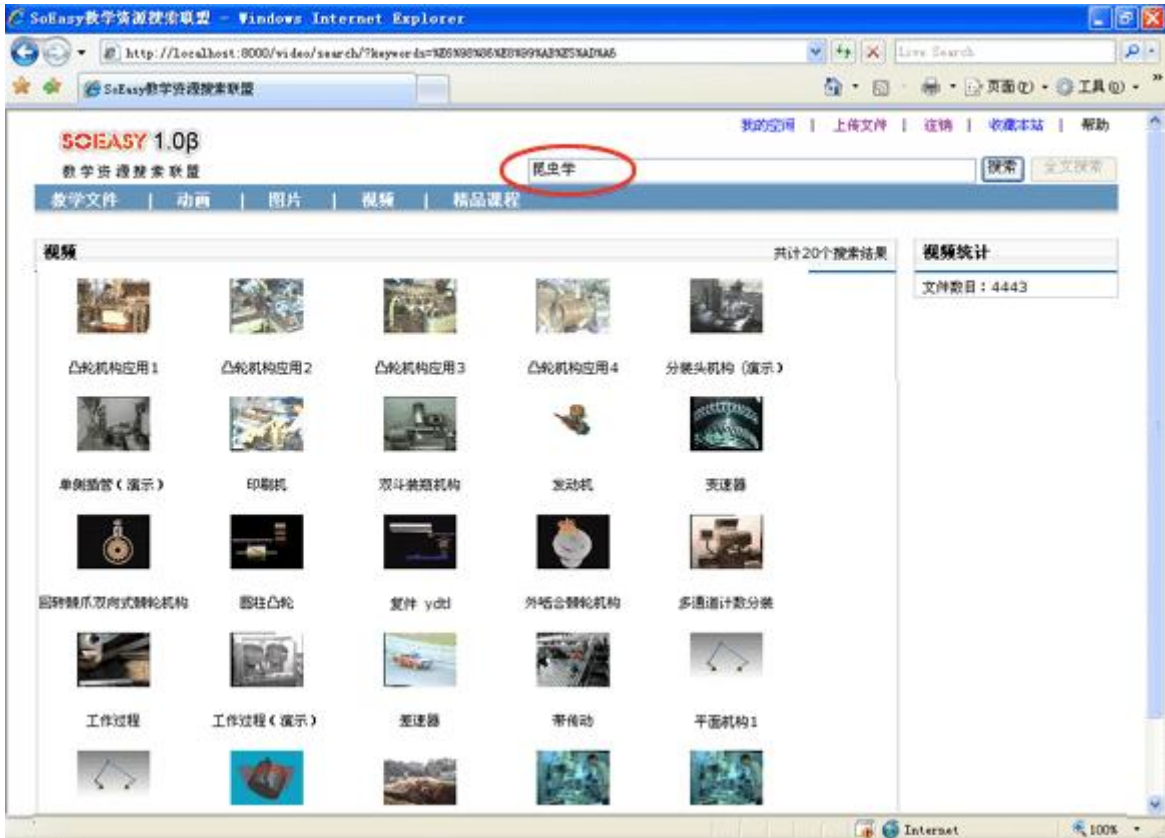 SoEasy教学资源搜索联盟 - Windows Internet Explorer
http://localhost:8000/video/search/?keywords=%E6%98%86%E8%99%AB%E5%AD%A6
Live Search
SoEasy教学资源搜索联盟
页面(P)
工具(O)
我的空间 | 上传文件 | 注销 | 收藏本站 | 帮助
SOEASY 1.0β
教学资源搜索联盟
昆虫学
搜索
全文搜索
教学文件 | 动画 | 图片 | 视频 | 精品课程
视频
共计20个搜索结果
视频统计
文件数目：4443
凸轮机构应用1
凸轮机构应用2
凸轮机构应用3
凸轮机构应用4
分装头机构（演示）
单侧插管（演示）
印刷机
双斗装瓶机构
发动机
变速器
回转棘爪双向式棘轮机构
圆柱凸轮
复件 ydtl
外啮合棘轮机构
多通道计数分装
工作过程
工作过程（演示）
差速器
带传动
平面机构1
Internet
100%